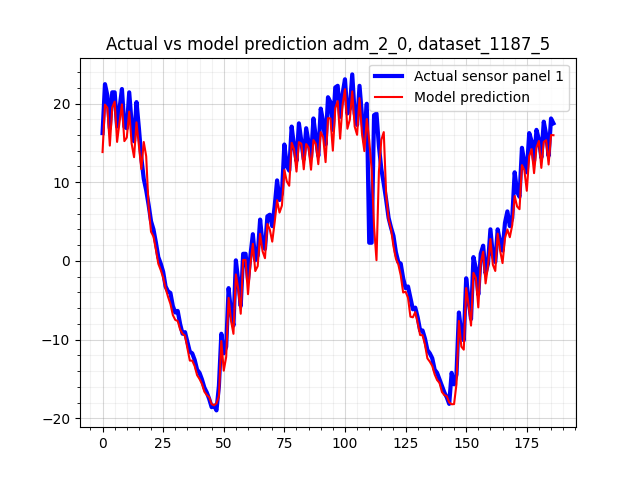 Actual vs model prediction adm_2_0, dataset_1187_5
Actual sensor panel 1
Model prediction
20
10
0
−10
−20
0 25 50 75 100 125 150 175